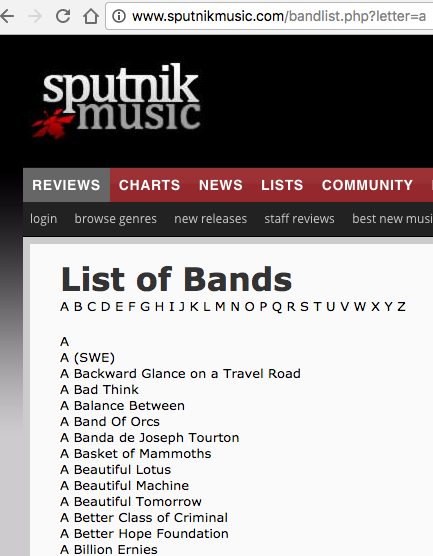 www.sputnikmusic.com/bandlist.php?letter=a
sputnik
music
REVIEWS CHARTS NEWS LISTS COMMUNITY
login browse genres new releases staff reviews best new musi
List of Bands
A B C D E F G H I J K L M N O P Q R S T U V W X Y Z
A
A (SWE)
A Backward Glance on a Travel Road
A Bad Think
A Balance Between
A Band Of Orcs
A Banda de Joseph Tourton
A Basket of Mammoths
A Beautiful Lotus
A Beautiful Machine
A Beautiful Tomorrow
A Better Class of Criminal
A Better Hope Foundation
A Billion Ernies